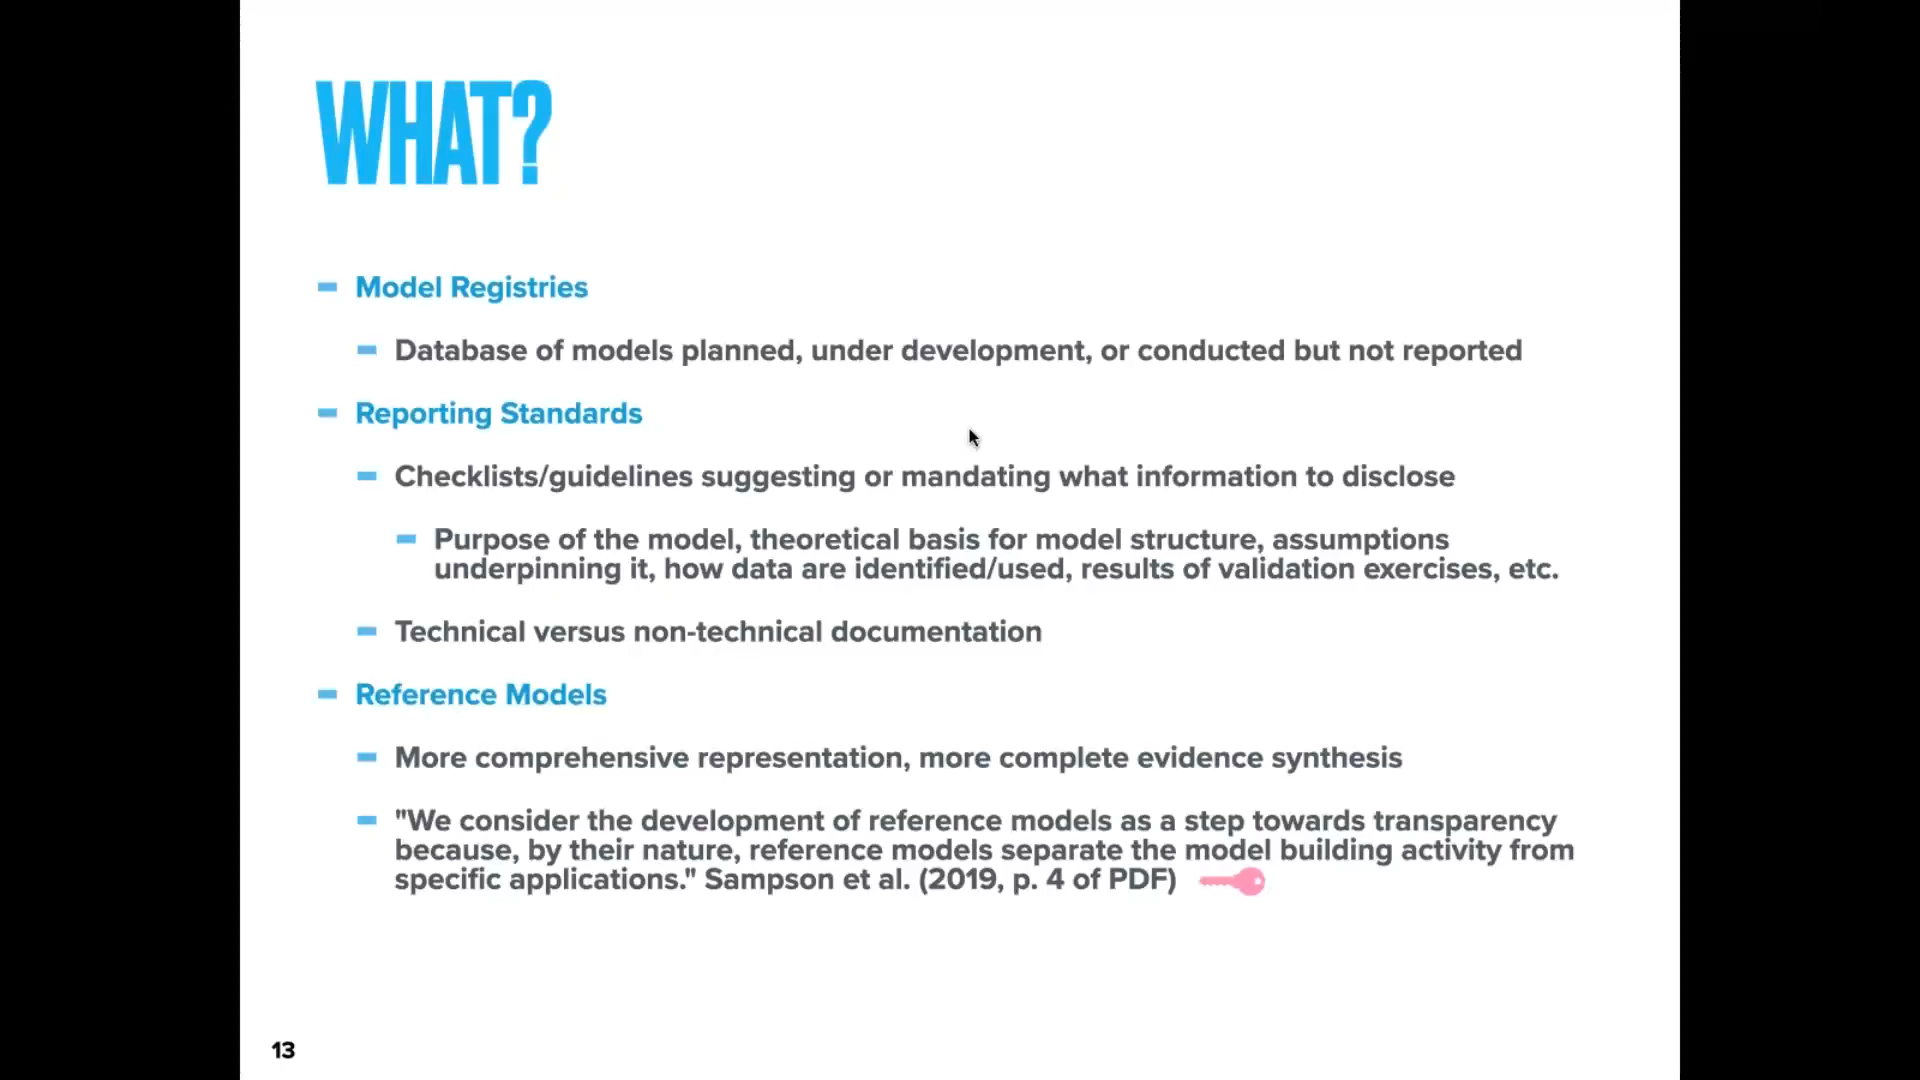 WHAT?
Model Registries
Database of models planned, under development, or conducted but not reported
Reporting Standards
Checklists/guidelines suggesting or mandating what information to disclose
Purpose of the model, theoretical basis for model structure, assumptions
underpinning it, how data are identified/used, results of validation exercises, etc.
Technical versus non-technical documentation
Reference Models
More comprehensive representation, more complete evidence synthesis
"We consider the development of reference models as a step towards transparency
because, by their nature, reference models separate the model building activity from
specific applications." Sampson et al. (2019, p. 4 of PDF)
13